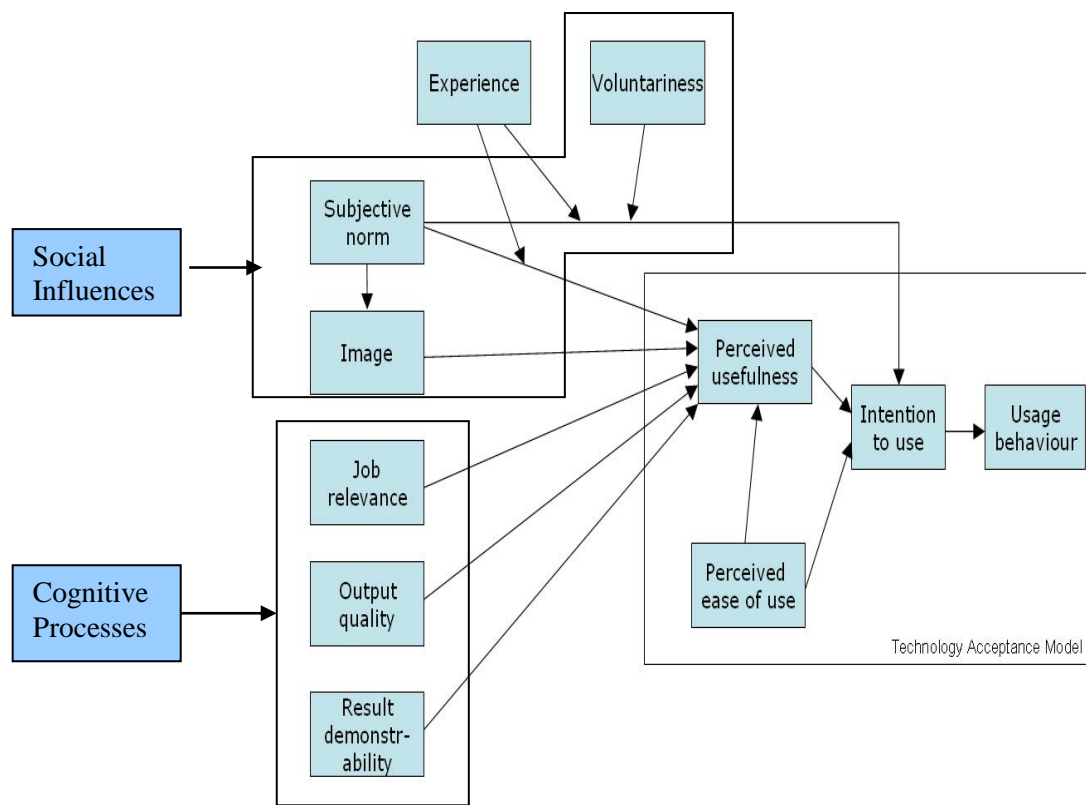 Experience
Voluntariness
Subjective
norm
Social
Influences
Image
Perceived
usefulness
Intention
to use
Usage
behaviour
Job
relevance
Cognitive
Processes
Output
quality
Perceived
ease of use
Technology Acceptance Model
Result
demonstr-
ability